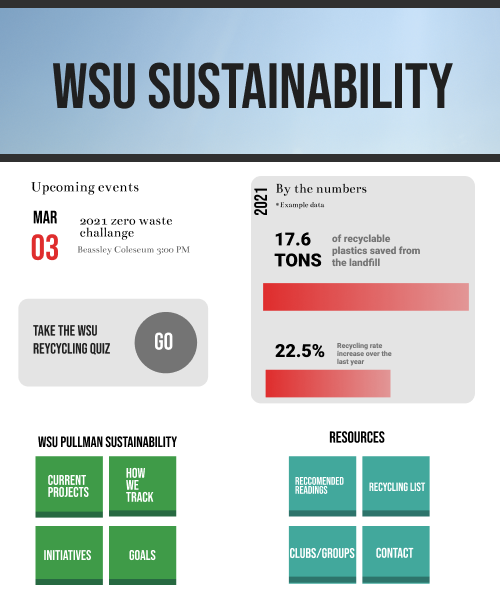 WSU SUSTAINABILITY
Upcoming events
MAR
03
2021 zero waste
challange
Beassley Coleseum 3:00 PM
TAKE THE WSU
REYCYCLING QUIZ
GO
2021
By the numbers
*Example data
17.6
TONS
of recyclable
plastics saved from
the landfill
22.5%
Recycling rate
increase over the
last year
WSU PULLMAN SUSTAINABILITY
CURRENT
PROJECTS
HOW
WE
TRACK
INITIATIVES
GOALS
RESOURCES
RECCOMENDED
READINGS
RECYCLING LIST
CLUBS/GROUPS
CONTACT